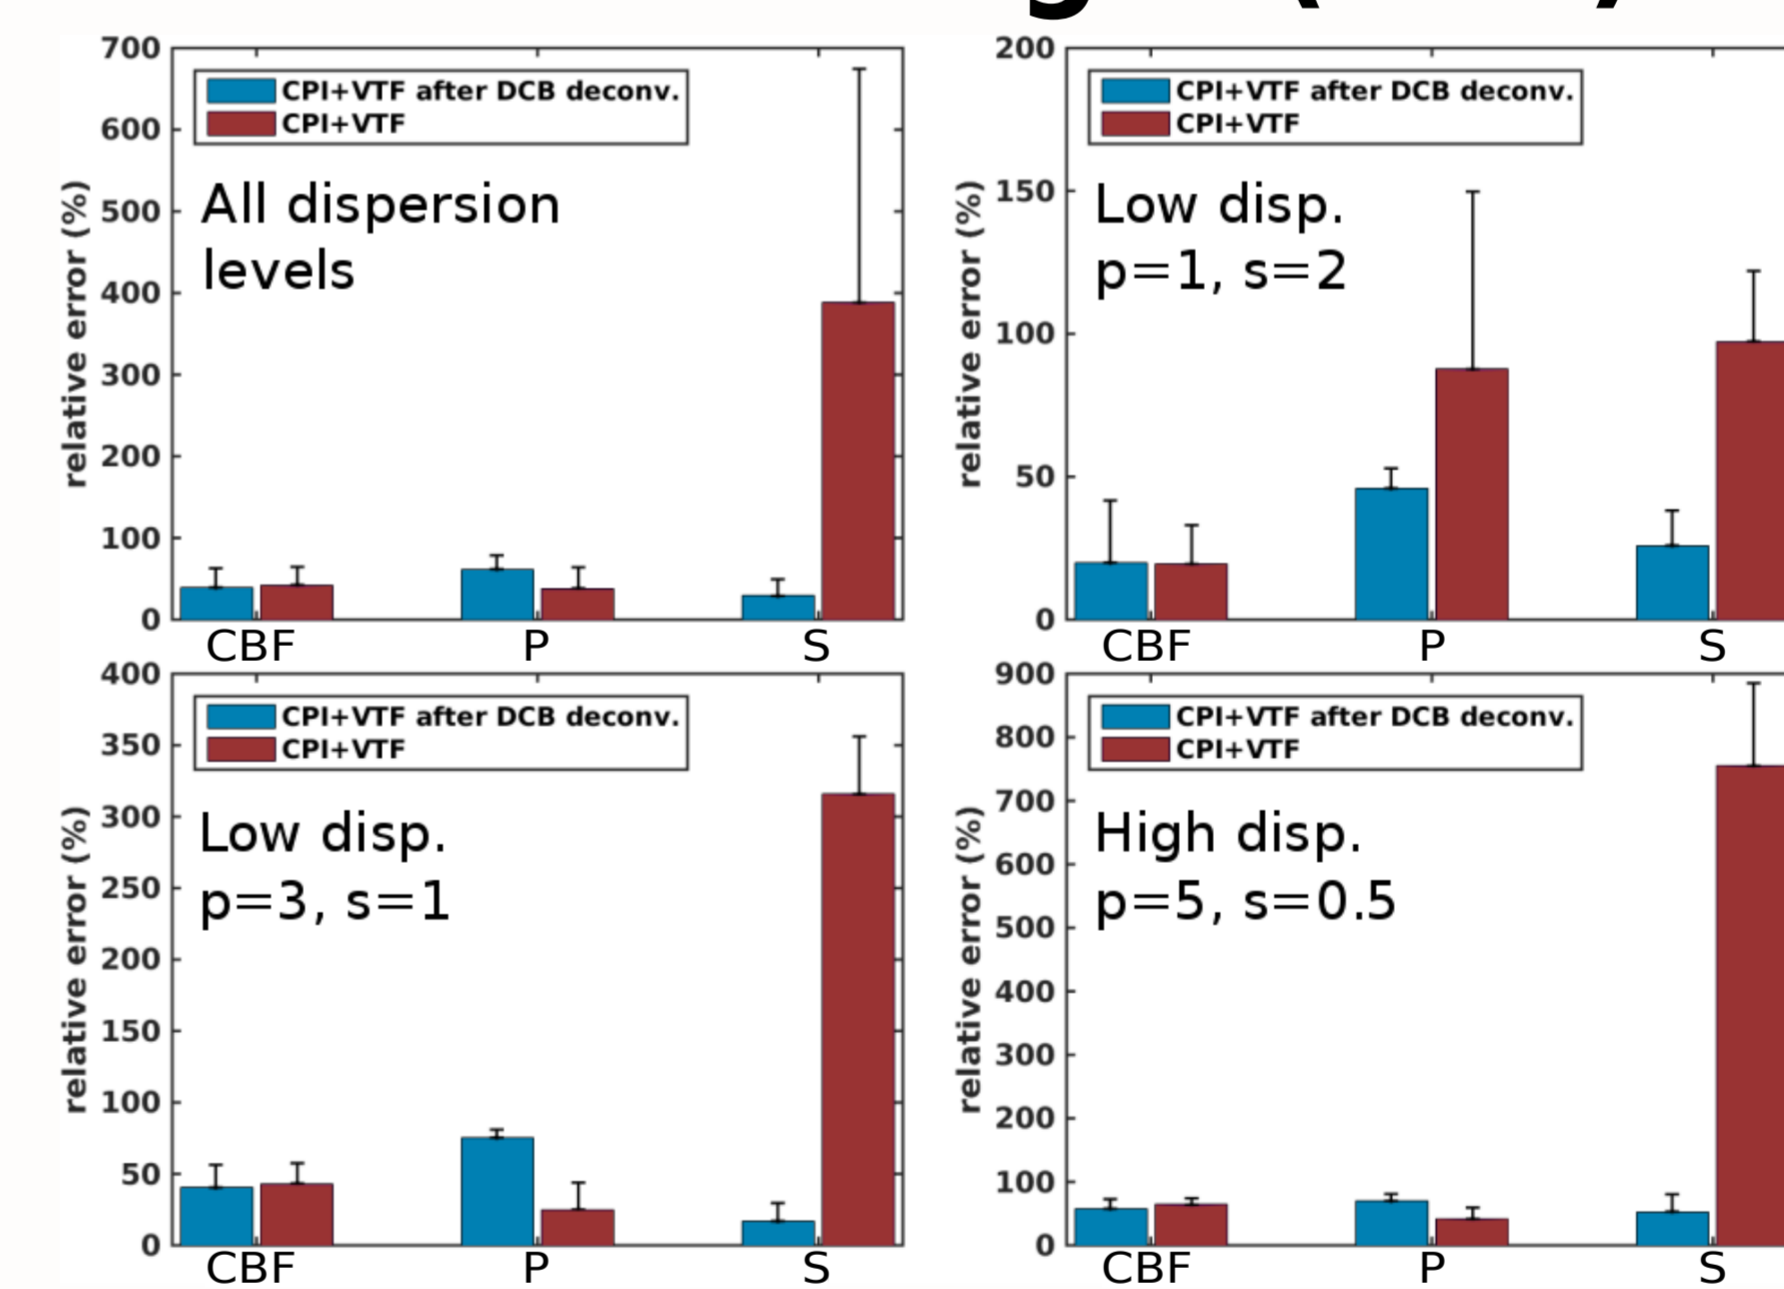 700
600
500
400
300
200
100
0
relative error (%)
CPI+VTF after DCB deconv.
CPI+VTF
All dispersion
levels
CBF P S
200
150
100
50
0
relative error (%)
CPI+VTF after DCB deconv.
CPI+VTF
Low disp.
p=1, s=2
CBF P S
400
350
300
250
200
150
100
50
0
relative error (%)
CPI+VTF after DCB deconv.
CPI+VTF
Low disp.
p=3, s=1
CBF P S
900
800
700
600
500
400
300
200
100
0
relative error (%)
CPI+VTF after DCB deconv.
CPI+VTF
High disp.
p=5, s=0.5
CBF P S